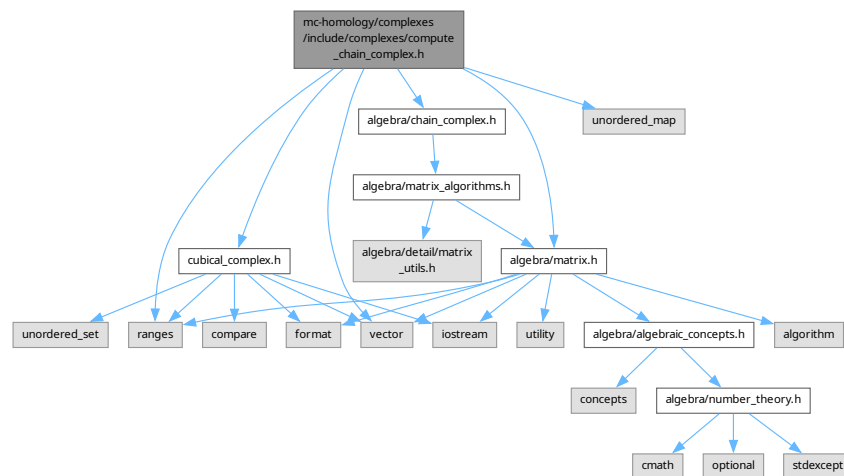 mc-homology/complexes
/include/complexes/compute
_chain_complex.h
algebra/chain_complex.h
unordered_map
algebra/matrix_algorithms.h
cubical_complex.h
algebra/detail/matrix
_utils.h
algebra/matrix.h
unordered_set
ranges
compare
format
vector
iostream
utility
algebra/algebraic_concepts.h
algorithm
concepts
algebra/number_theory.h
cmath
optional
stdexcept